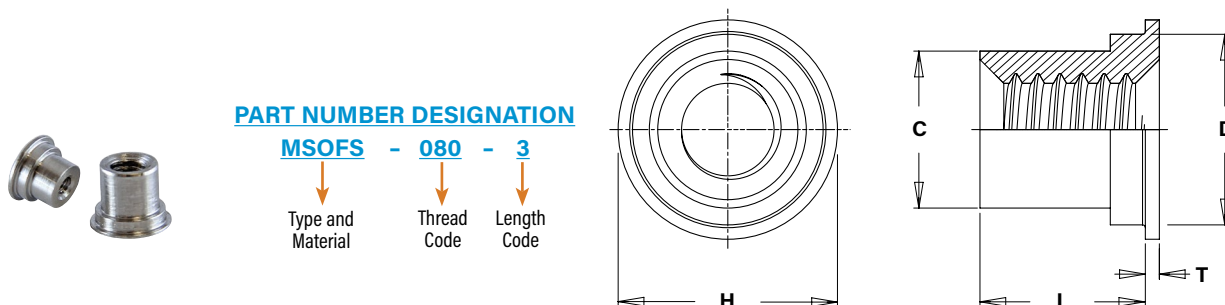 PART NUMBER DESIGNATION
MSOFS - 080 - 3
Type and Material
Thread Code
Length Code
H
C
D
T
L